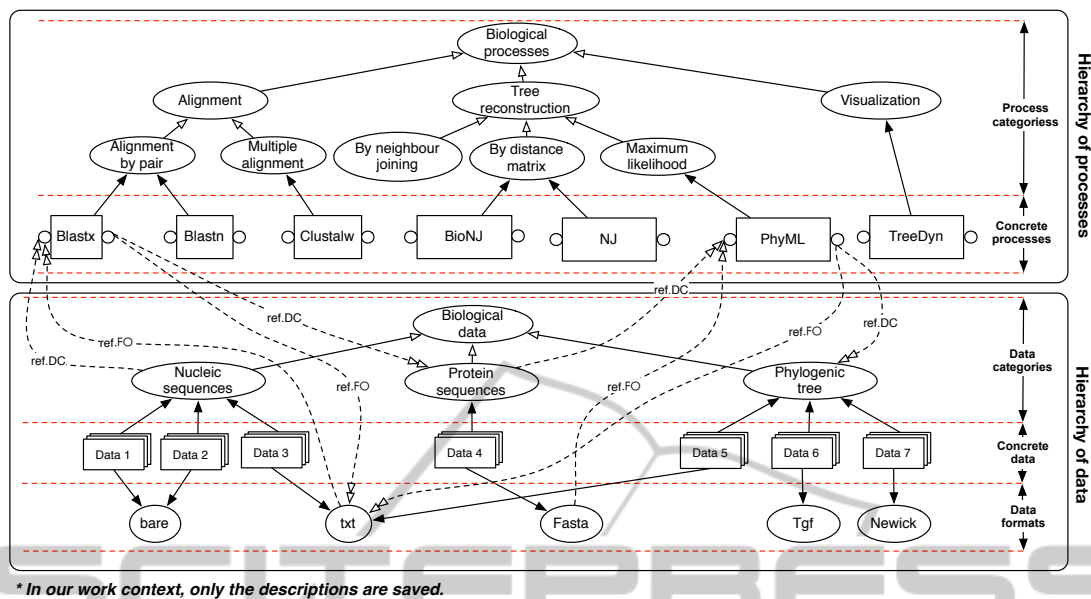 Biological
processes
Alignment
Tree
reconstruction
Visualization
Process
categoriess
Hierarchy of processes
Alignment
by pair
Multiple
alignment
By neighbour
joining
By distance
matrix
Maximum
likelihood
Blastx
Blastn
Clustalw
BioNJ
NJ
PhyML
TreeDyn
Concrete
processes
ref.DC
ref.DC
ref.FO
ref.DC
ref.FO
ref.DC
ref.FO
ref.FO
Biological
data
Data
categories
Hierarchy of data
Nucleic
sequences
Protein
sequences
Phylogenic
tree
Data 1
Data 2
Data 3
Data 4
Data 5
Data 6
Data 7
Concrete
data
bare
txt
Fasta
Tgf
Newick
Data
formats
SCITEPRESS
* In our work context, only the descriptions are saved.